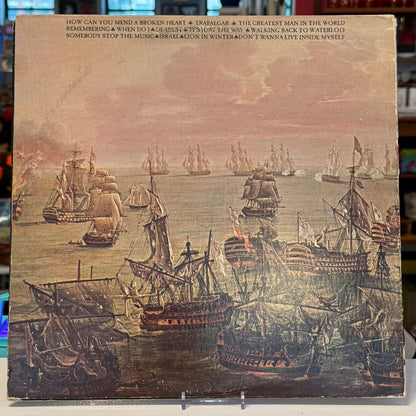 HOW CAN YOU MEND A BROKEN HEART ♣ TRAFALGAR ♣ THE GREATEST MAN IN THE WORLD
REMEMBERING ♣ WHEN DO I ♣ DEAREST ♣ IT'S JUST THE WAY ♣ WALKING BACK TO WATERLOO
SOMEBODY STOP THE MUSIC ♣ ISRAEL ♣ LION IN WINTER ♣ DON'T WANNA LIVE INSIDE MYSELF